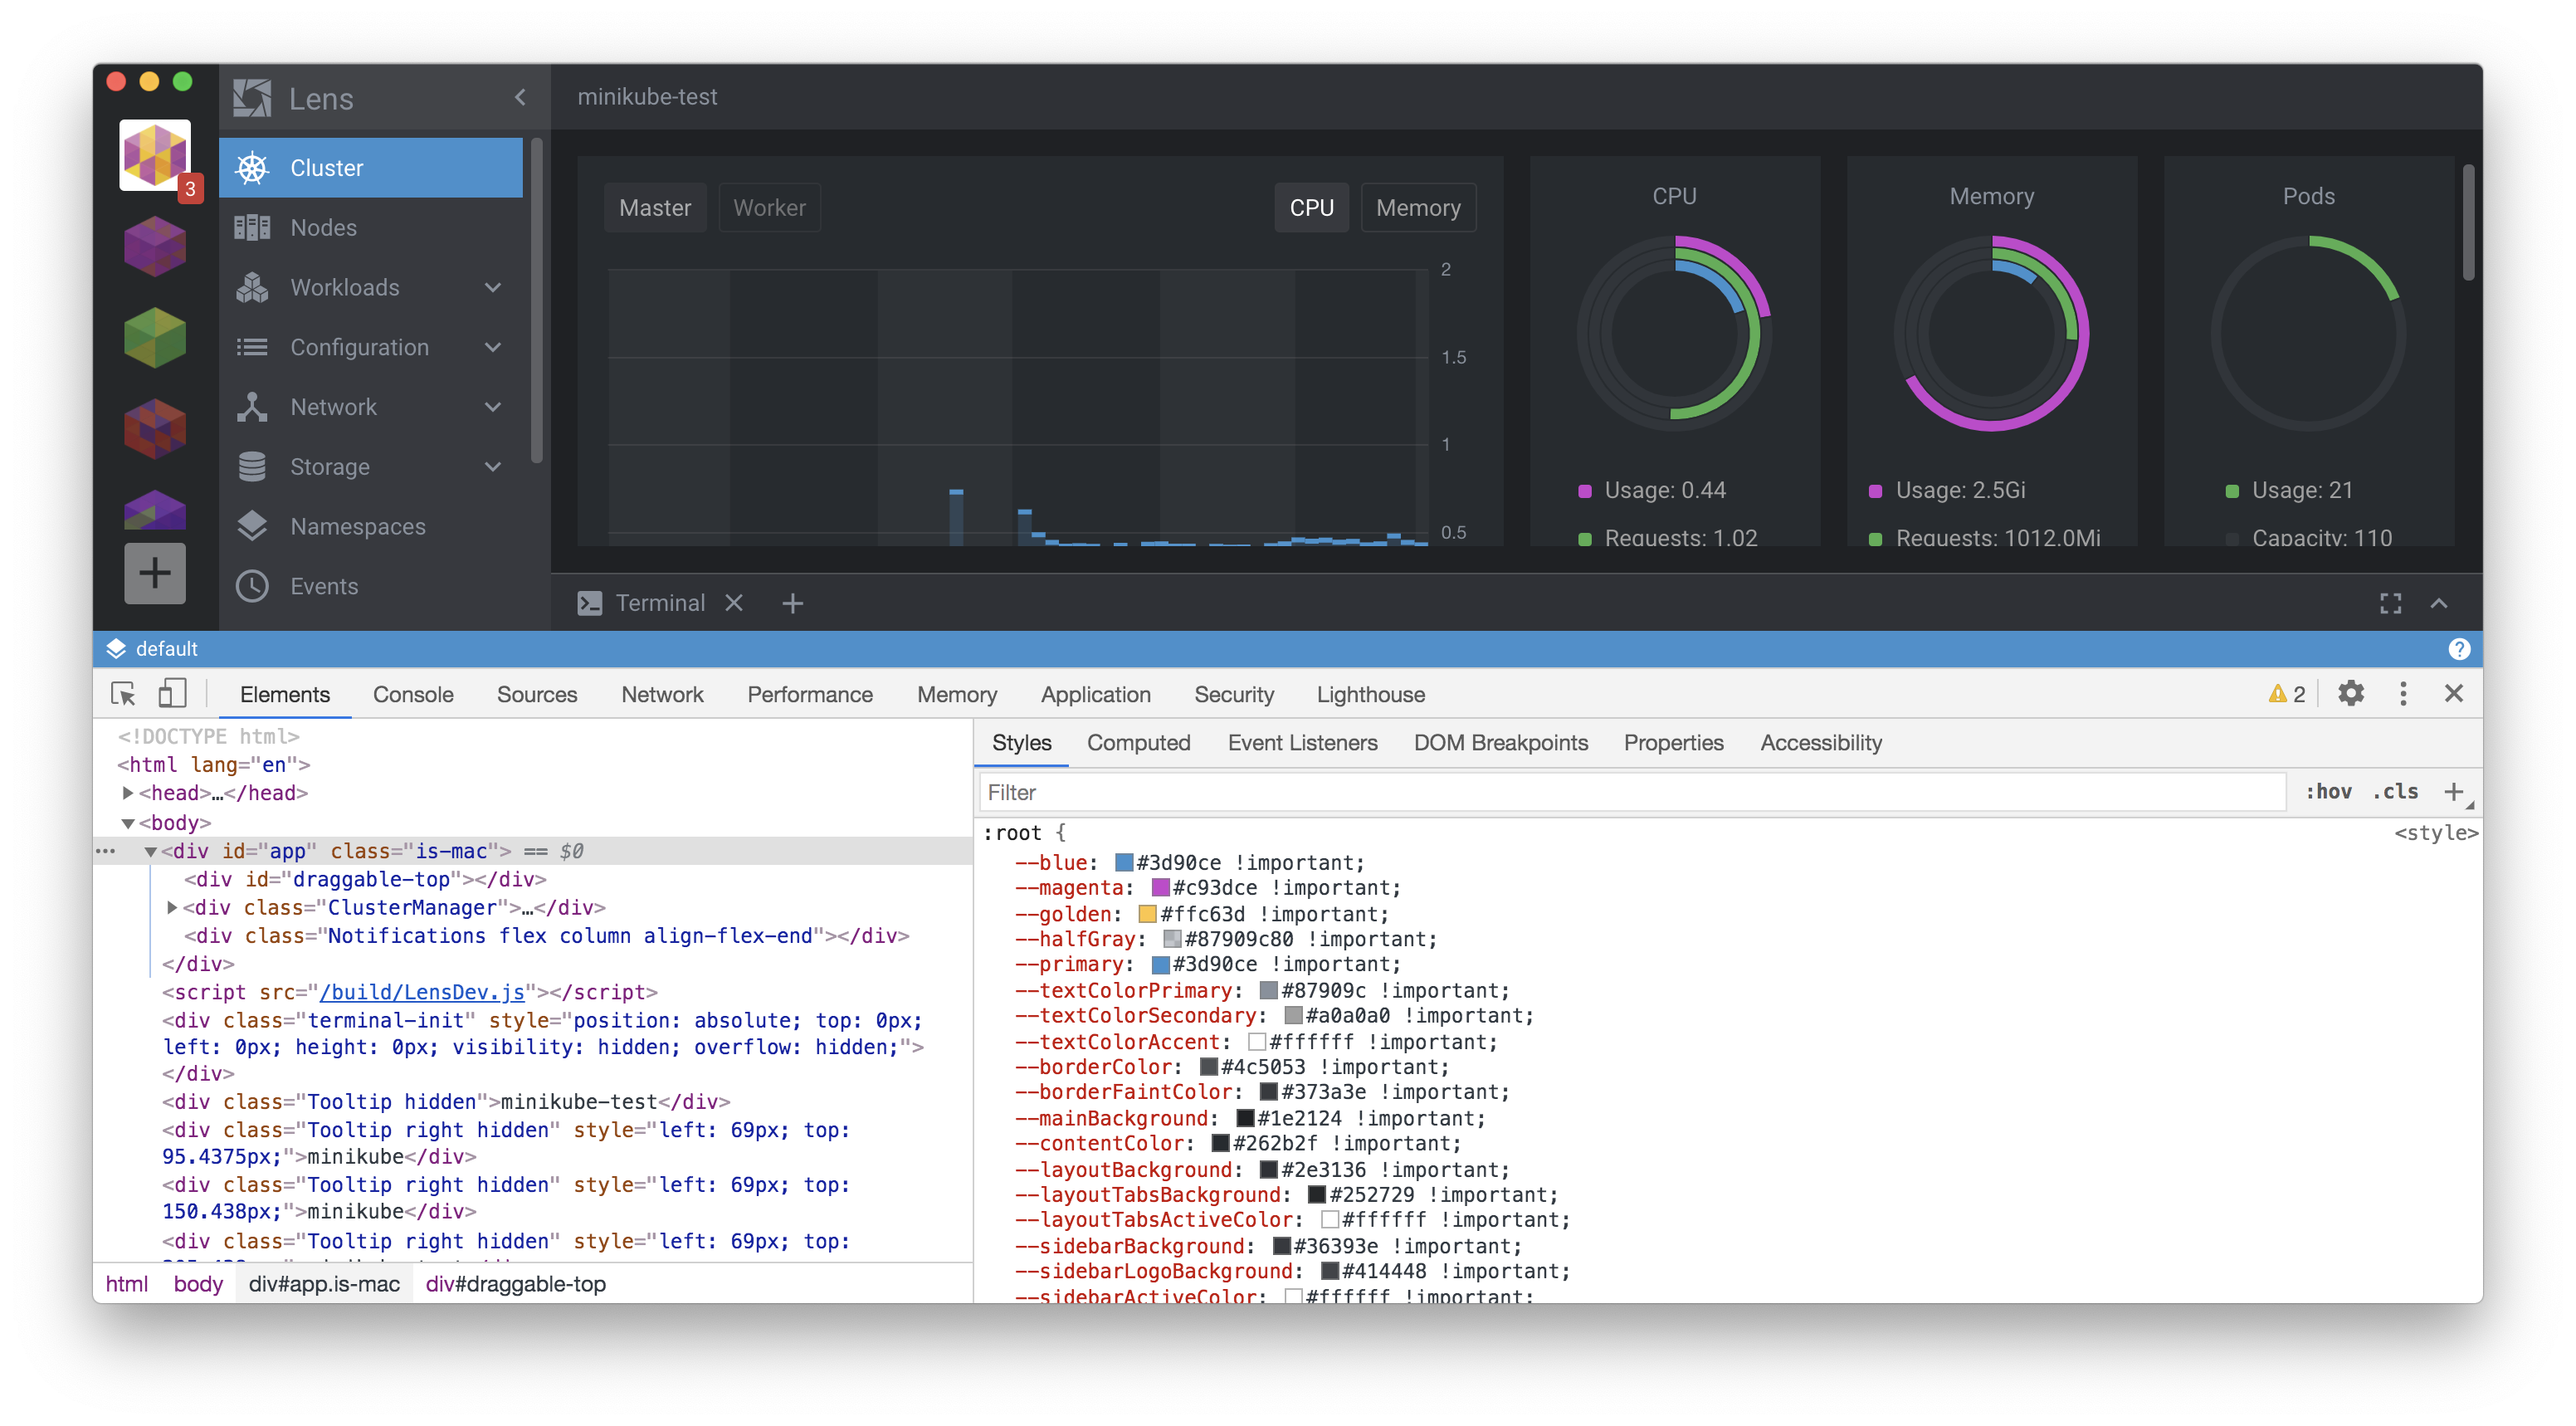 Lens
minikube-test
3
Cluster
Nodes
Workloads
Configuration
Network
Storage
Namespaces
Events
Master
Worker
CPU
Memory
2
1.5
1
0.5
CPU
Usage: 0.44
Requests: 1.02
Memory
Usage: 2.5Gi
Requests: 1012.0Mi
Pods
Usage: 21
Capacity: 110
Terminal
default
?
Elements Console Sources Network Performance Memory Application Security Lighthouse
2
<!DOCTYPE html>
<html lang="en">
<head>…</head>
<body>
… <div id="app" class="is-mac"> == $0
<div id="draggable-top"></div>
<div class="ClusterManager">…</div>
<div class="Notifications flex column align-flex-end"></div>
</div>
<script src="/build/LensDev.js"></script>
<div class="terminal-init" style="position: absolute; top: 0px;
left: 0px; height: 0px; visibility: hidden; overflow: hidden;">
</div>
<div class="Tooltip hidden">minikube-test</div>
<div class="Tooltip right hidden" style="left: 69px; top:
95.4375px;">minikube</div>
<div class="Tooltip right hidden" style="left: 69px; top:
150.438px;">minikube</div>
<div class="Tooltip right hidden" style="left: 69px; top:
html body div#app.is-mac div#draggable-top
Styles Computed Event Listeners DOM Breakpoints Properties Accessibility
Filter
:hov .cls +
:root {
<style>
--blue: #3d90ce !important;
--magenta: #c93dce !important;
--golden: #ffc63d !important;
--halfGray: #87909c80 !important;
--primary: #3d90ce !important;
--textColorPrimary: #87909c !important;
--textColorSecondary: #a0a0a0 !important;
--textColorAccent: #ffffff !important;
--borderColor: #4c5053 !important;
--borderFaintColor: #373a3e !important;
--mainBackground: #1e2124 !important;
--contentColor: #262b2f !important;
--layoutBackground: #2e3136 !important;
--layoutTabsBackground: #252729 !important;
--layoutTabsActiveColor: #ffffff !important;
--sidebarBackground: #36393e !important;
--sidebarLogoBackground: #414448 !important;
--sidebarActiveColor: #ffffff !important;